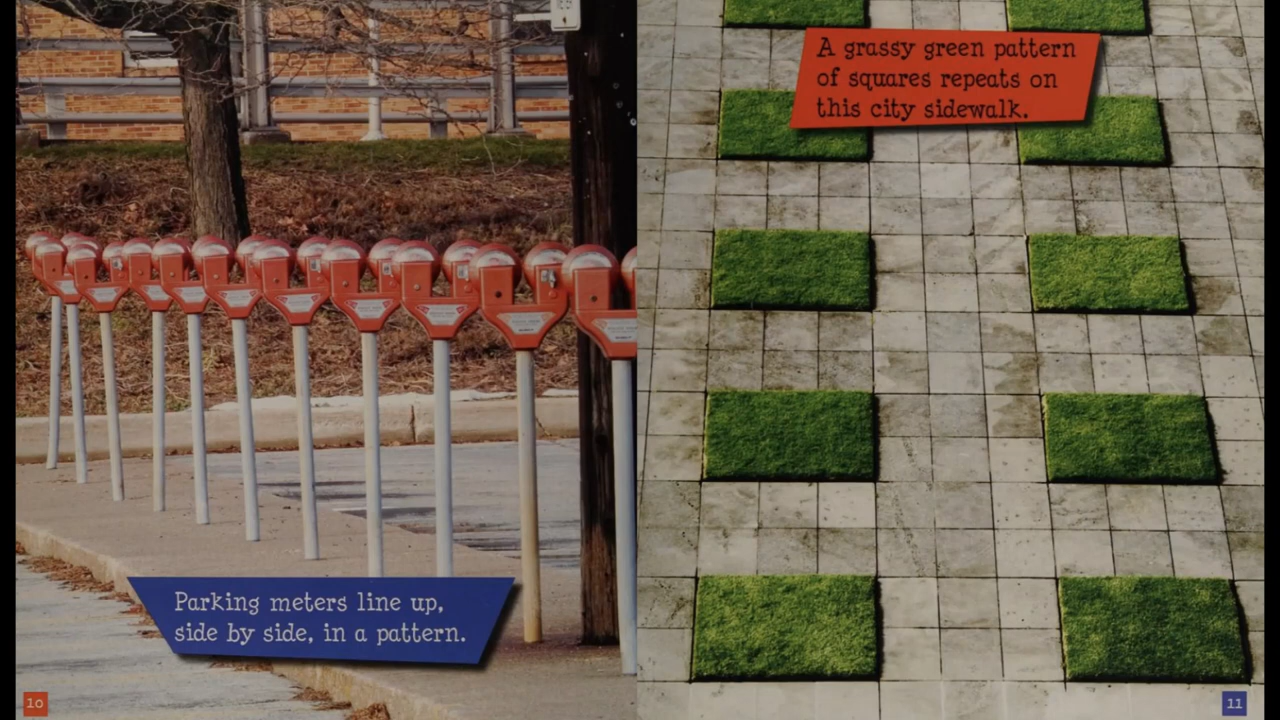 Parking meters line up,
side by side, in a pattern.
10
A grassy green pattern
of squares repeats on
this city sidewalk.
11